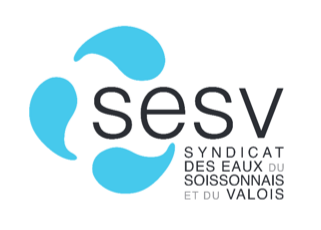 sesv
SYNDICAT
DES EAUX DU
SOISSONNAIS
ET DU VALOIS